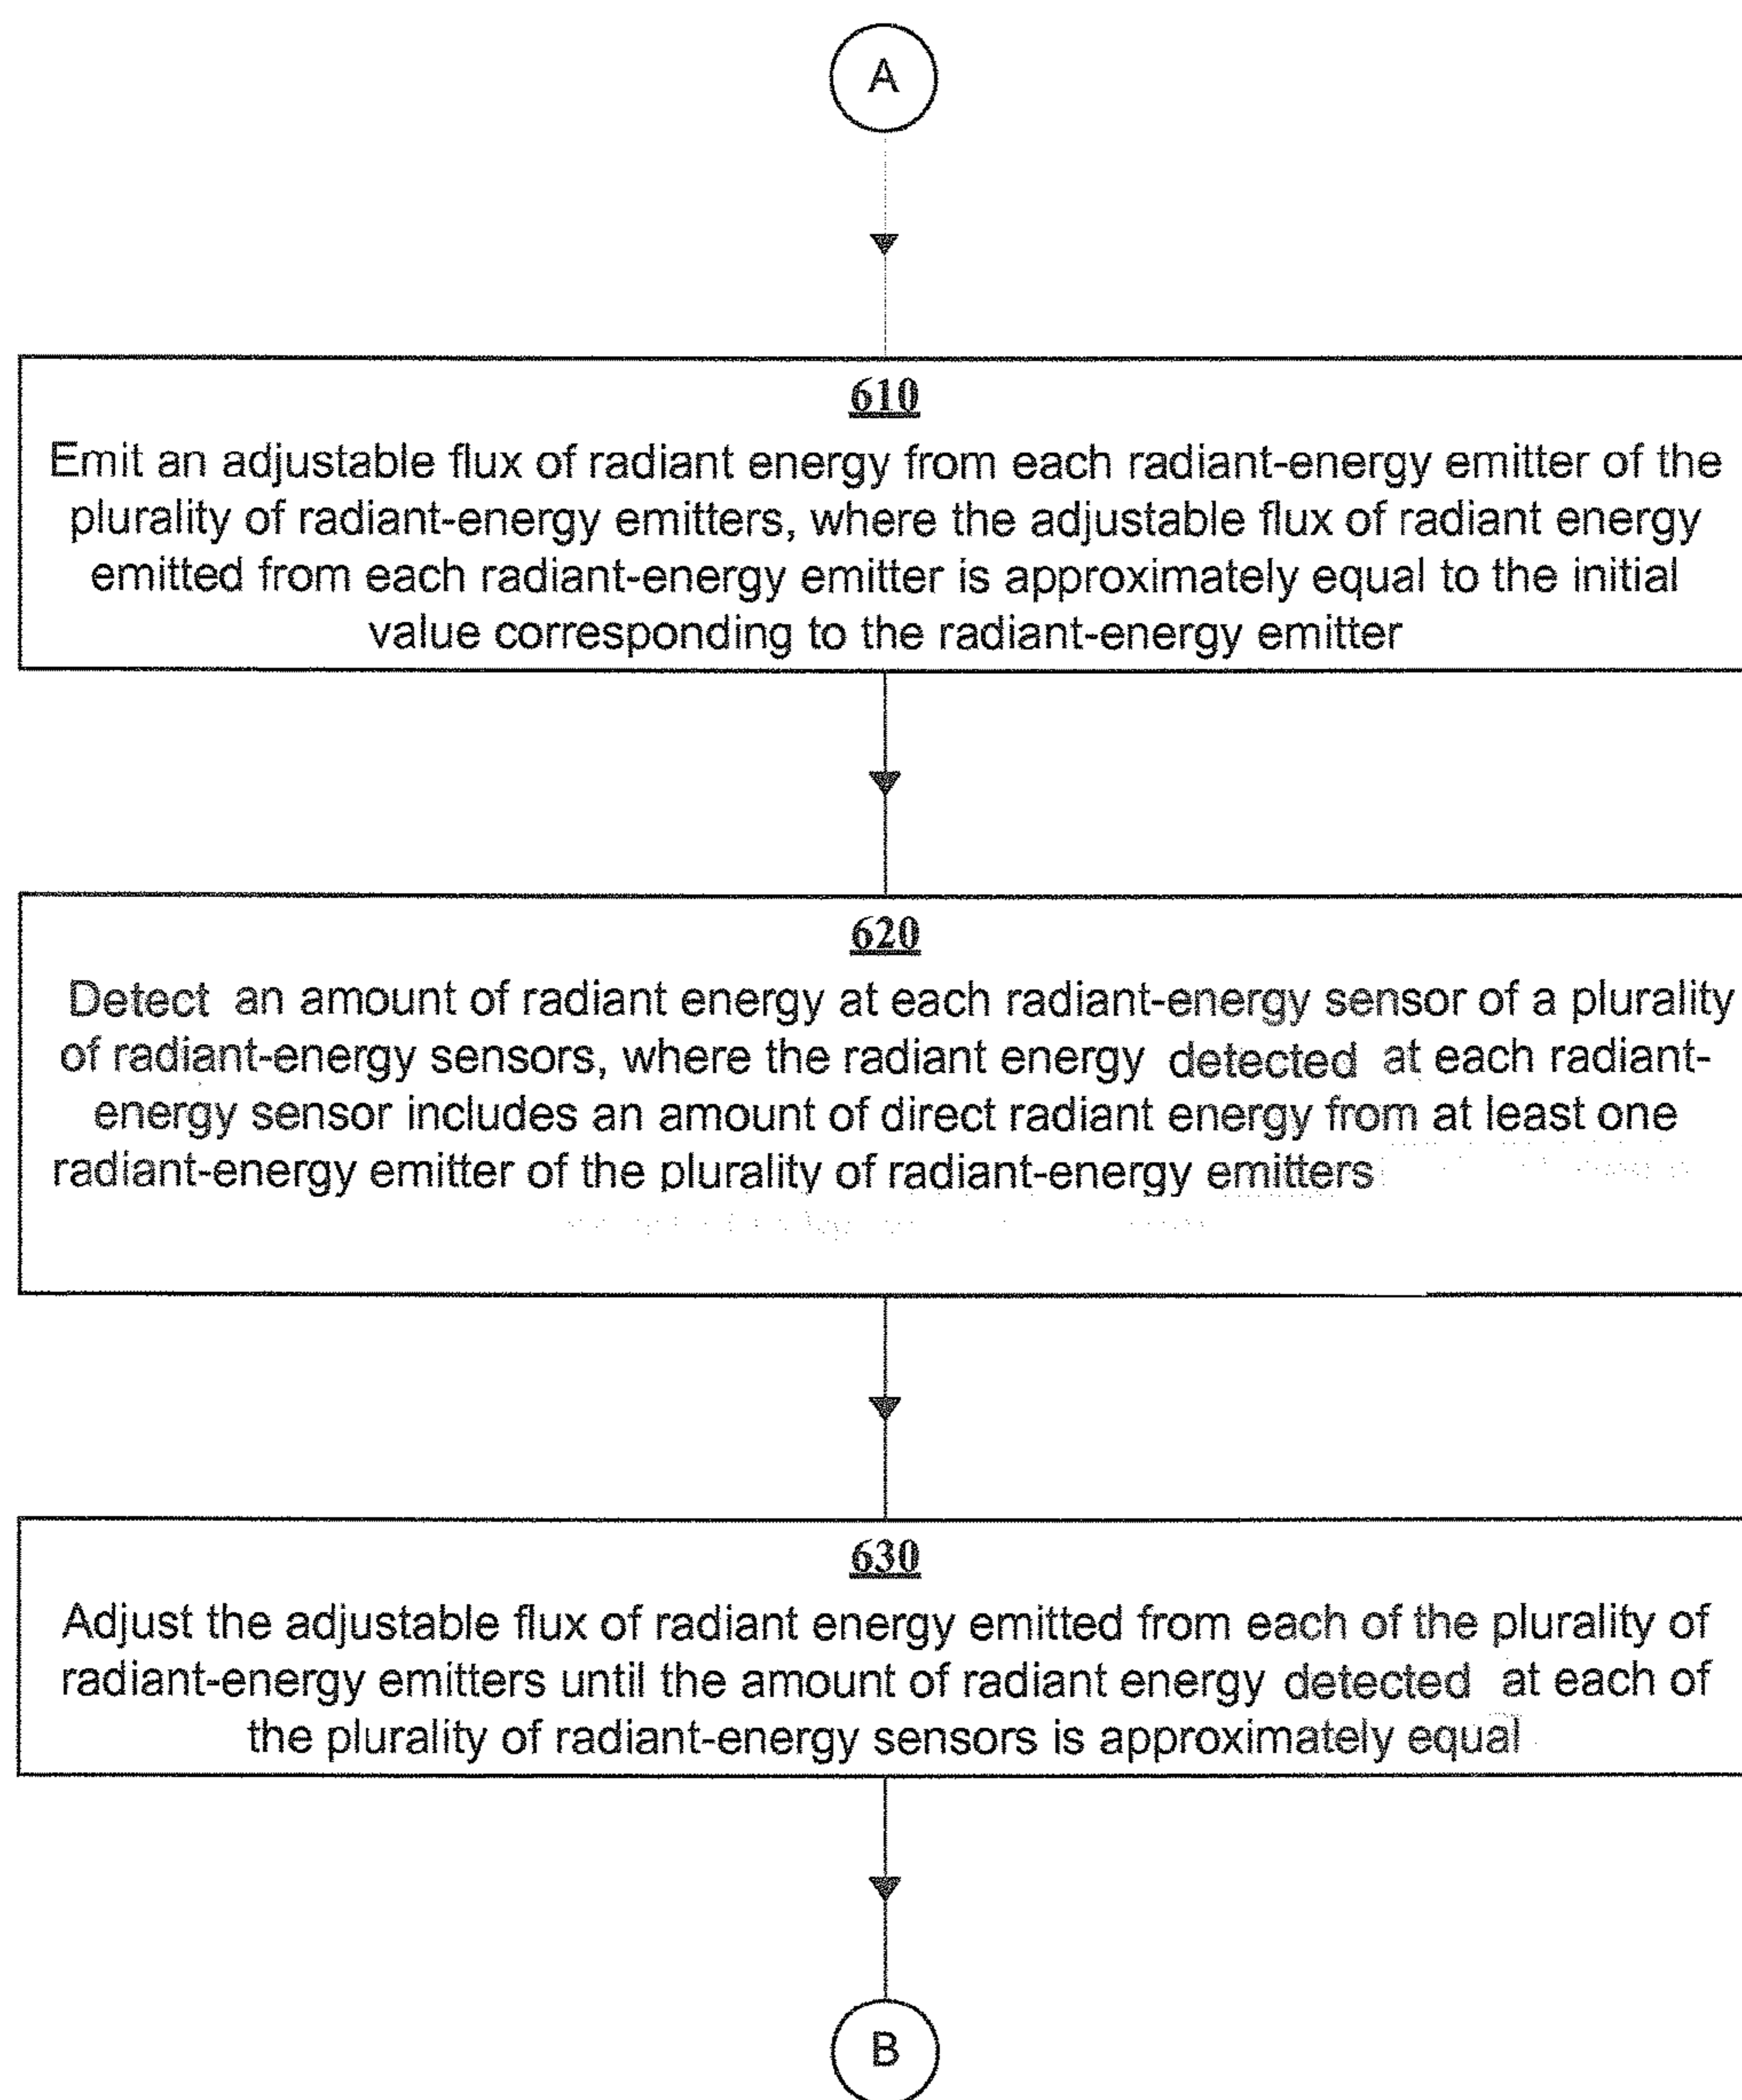 A
610
Emit an adjustable flux of radiant energy from each radiant-energy emitter of the
plurality of radiant-energy emitters, where the adjustable flux of radiant energy
emitted from each radiant-energy emitter is approximately equal to the initial
value corresponding to the radiant-energy emitter
620
Detect an amount of radiant energy at each radiant-energy sensor of a plurality
of radiant-energy sensors, where the radiant energy detected at each radiant-
energy sensor includes an amount of direct radiant energy from at least one
radiant-energy emitter of the plurality of radiant-energy emitters
630
Adjust the adjustable flux of radiant energy emitted from each of the plurality of
radiant-energy emitters until the amount of radiant energy detected at each of
the plurality of radiant-energy sensors is approximately equal
B